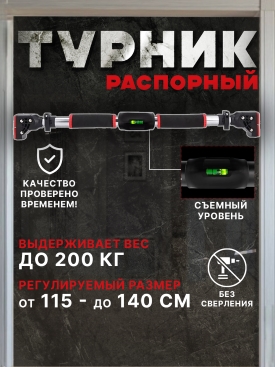 ТУРНИК
РАСПОРНЫЙ
КАЧЕСТВО
ПРОВЕРЕНО
ВРЕМЕНЕМ!
СЪЕМНЫЙ
УРОВЕНЬ
ВЫДЕРЖИВАЕТ ВЕС
ДО 200 КГ
РЕГУЛИРУЕМЫЙ РАЗМЕР
от 115 - до 140 СМ
БЕЗ
СВЕРЛЕНИЯ